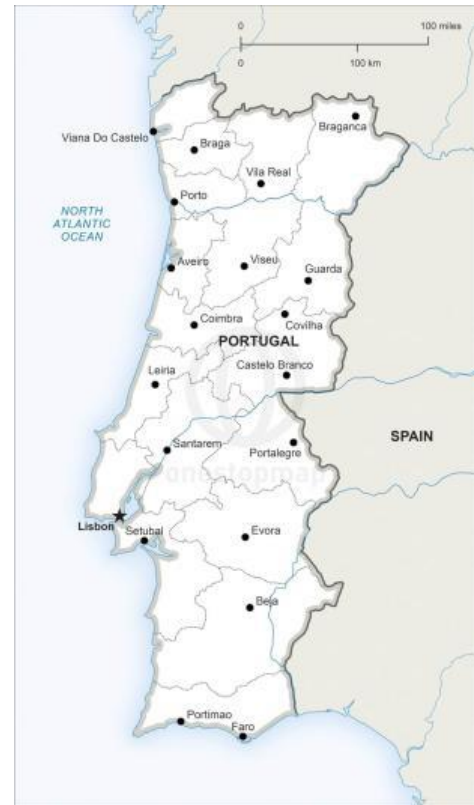 0
100 miles
0
100 km
Viana Do Castelo
Braga
Braganca
Vila Real
Porto
NORTH
ATLANTIC
OCEAN
Aveiro
Viseu
Guarda
Coimbra
Covilha
PORTUGAL
Leiria
Castelo Branco
Santarem
Portalegre
SPAIN
onestopmap
Lisbon
Setubal
Evora
Beja
Portimao
Faro